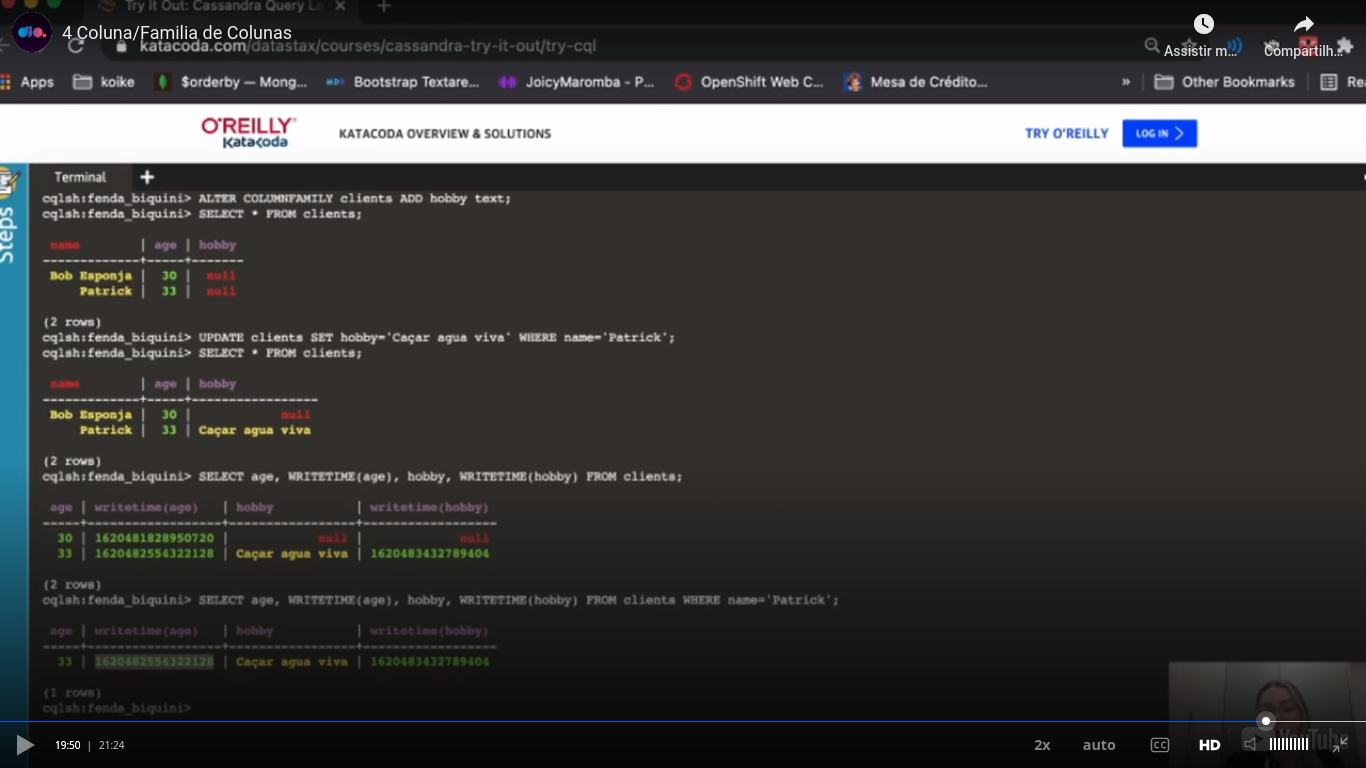 Try It Out: Cassandra Query La
4 Coluna/Familia de Colunas
katacoda.com/datastax/courses/cassandra-try-it-out/try-cql
Assistir m...
Compartilh...
Apps
koike
$orderby — Mong...
Bootstrap Textare...
JoicyMaromba - P...
OpenShift Web C...
Mesa de Crédito...
»
Other Bookmarks
Rea
O'REILLY
Katacoda
KATACODA OVERVIEW & SOLUTIONS
TRY O'REILLY
LOG IN
Steps
Terminal
cqlsh:fenda_biquini> ALTER COLUMNFAMILY clients ADD hobby text;
cqlsh:fenda_biquini> SELECT * FROM clients;
name | age | hobby
-------------+-----+-------
Bob Esponja | 30 | null
Patrick | 33 | null
(2 rows)
cqlsh:fenda_biquini> UPDATE clients SET hobby='Caçar agua viva' WHERE name='Patrick';
cqlsh:fenda_biquini> SELECT * FROM clients;
name | age | hobby
-------------+-----+-----------------
Bob Esponja | 30 | null
Patrick | 33 | Caçar agua viva
(2 rows)
cqlsh:fenda_biquini> SELECT age, WRITETIME(age), hobby, WRITETIME(hobby) FROM clients;
age | writetime(age) | hobby | writetime(hobby)
-----+------------------+-----------------+------------------
30 | 1620481828950720 | null | null
33 | 1620482554322128 | Caçar agua viva | 1620483432789404
(2 rows)
cqlsh:fenda_biquini> SELECT age, WRITETIME(age), hobby, WRITETIME(hobby) FROM clients WHERE name='Patrick';
age | writetime(age) | hobby | writetime(hobby)
-----+------------------+-----------------+------------------
33 | 1620482554322128 | Caçar agua viva | 1620483432789404
(1 rows)
cqlsh:fenda_biquini>
19:50 | 21:24
2x
auto
CC
HD
YouTube